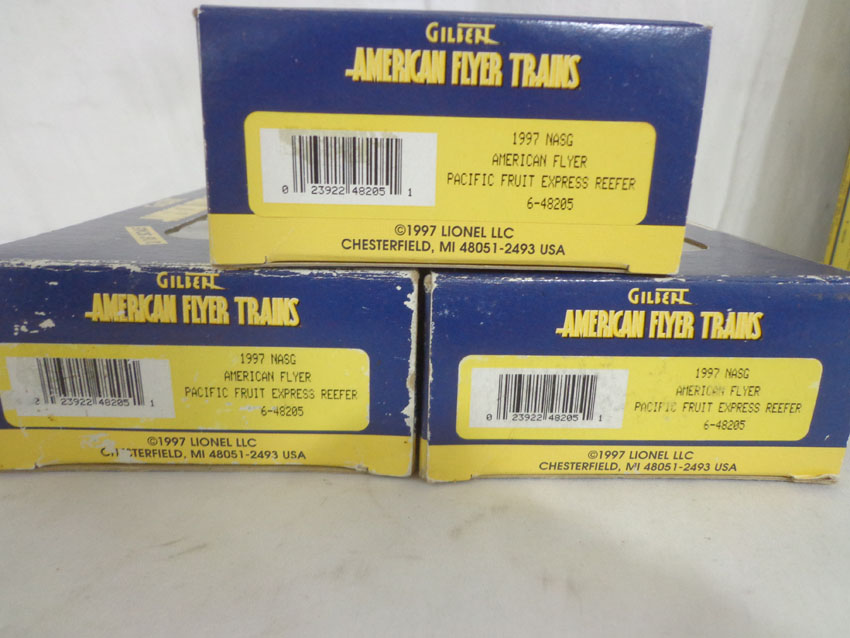 GILBERT
AMERICAN FLYER TRAINS
1997 NASG
AMERICAN FLYER
PACIFIC FRUIT EXPRESS REEFER
6-48205
0 23922 48205 1
©1997 LIONEL LLC
CHESTERFIELD, MI 48051-2493 USA
GILBERT
AMERICAN FLYER TRAINS
1997 NASG
AMERICAN FLYER
PACIFIC FRUIT EXPRESS REEFER
6-48205
23922 48205 1
©1997 LIONEL LLC
CHESTERFIELD, MI 48051-2493 USA
GILBERT
AMERICAN FLYER TRAINS
1997 NASG
AMERICAN FLYER
PACIFIC FRUIT EXPRESS REEFER
6-48205
0 23922 48205 1
©1997 LIONEL LLC
CHESTERFIELD, MI 48051-2493 USA